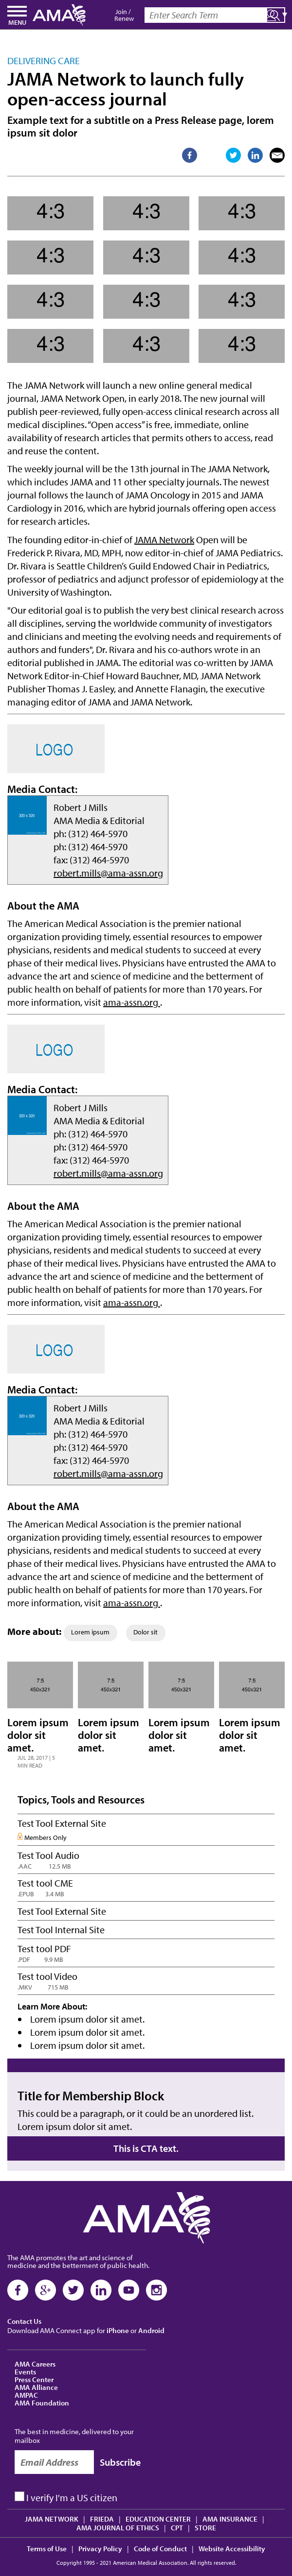 MENU
AMA
Join /
Renew
Enter Search Term
DELIVERING CARE
JAMA Network to launch fully
open-access journal
Example text for a subtitle on a Press Release page, lorem
ipsum sit dolor
4:3 4:3 4:3
4:3 4:3 4:3
4:3 4:3 4:3
4:3 4:3 4:3
The JAMA Network will launch a new online general medical
journal, JAMA Network Open, in early 2018. The new journal will
publish peer-reviewed, fully open-access clinical research across all
medical disciplines. “Open access” is free, immediate, online
availability of research articles that permits others to access, read
and reuse the content.
The weekly journal will be the 13th journal in The JAMA Network,
which includes JAMA and 11 other specialty journals. The newest
journal follows the launch of JAMA Oncology in 2015 and JAMA
Cardiology in 2016, which are hybrid journals offering open access
for research articles.
The founding editor-in-chief of JAMA Network Open will be
Frederick P. Rivara, MD, MPH, now editor-in-chief of JAMA Pediatrics.
Dr. Rivara is Seattle Children’s Guild Endowed Chair in Pediatrics,
professor of pediatrics and adjunct professor of epidemiology at the
University of Washington.
"Our editorial goal is to publish the very best clinical research across
all disciplines, serving the worldwide community of investigators
and clinicians and meeting the evolving needs and requirements of
authors and funders", Dr. Rivara and his co-authors wrote in an
editorial published in JAMA. The editorial was co-written by JAMA
Network Editor-in-Chief Howard Bauchner, MD, JAMA Network
Publisher Thomas J. Easley, and Annette Flanagin, the executive
managing editor of JAMA and JAMA Network.
LOGO
Media Contact:
320 x 320
Robert J Mills
AMA Media & Editorial
ph: (312) 464-5970
ph: (312) 464-5970
fax: (312) 464-5970
robert.mills@ama-assn.org
About the AMA
The American Medical Association is the premier national
organization providing timely, essential resources to empower
physicians, residents and medical students to succeed at every
phase of their medical lives. Physicians have entrusted the AMA to
advance the art and science of medicine and the betterment of
public health on behalf of patients for more than 170 years. For
more information, visit ama-assn.org .
LOGO
Media Contact:
320 x 320
Robert J Mills
AMA Media & Editorial
ph: (312) 464-5970
ph: (312) 464-5970
fax: (312) 464-5970
robert.mills@ama-assn.org
About the AMA
The American Medical Association is the premier national
organization providing timely, essential resources to empower
physicians, residents and medical students to succeed at every
phase of their medical lives. Physicians have entrusted the AMA to
advance the art and science of medicine and the betterment of
public health on behalf of patients for more than 170 years. For
more information, visit ama-assn.org .
LOGO
Media Contact:
320 x 320
Robert J Mills
AMA Media & Editorial
ph: (312) 464-5970
ph: (312) 464-5970
fax: (312) 464-5970
robert.mills@ama-assn.org
About the AMA
The American Medical Association is the premier national
organization providing timely, essential resources to empower
physicians, residents and medical students to succeed at every
phase of their medical lives. Physicians have entrusted the AMA to
advance the art and science of medicine and the betterment of
public health on behalf of patients for more than 170 years. For
more information, visit ama-assn.org .
More about: Lorem ipsum Dolor sit
7:5 7:5 7:5 7:5
450x321 450x321 450x321 450x321
Lorem ipsum Lorem ipsum Lorem ipsum Lorem ipsum
dolor sit dolor sit dolor sit dolor sit
amet. amet. amet. amet.
JUL 28, 2017 | 5
MIN READ
Topics, Tools and Resources
Test Tool External Site
Members Only
Test Tool Audio
.AAC 12.5 MB
Test tool CME
.EPUB 3.4 MB
Test Tool External Site
Test Tool Internal Site
Test tool PDF
.PDF 9.9 MB
Test tool Video
.MKV 715 MB
Learn More About:
• Lorem ipsum dolor sit amet.
• Lorem ipsum dolor sit amet.
• Lorem ipsum dolor sit amet.
Title for Membership Block
This could be a paragraph, or it could be an unordered list.
Lorem ipsum dolor sit amet.
This is CTA text.
AMA
The AMA promotes the art and science of
medicine and the betterment of public health.
Contact Us
Download AMA Connect app for iPhone or Android
AMA Careers
Events
Press Center
AMA Alliance
AMPAC
AMA Foundation
The best in medicine, delivered to your
mailbox
Email Address Subscribe
I verify I'm a US citizen
JAMA NETWORK | FRIEDA | EDUCATION CENTER | AMA INSURANCE |
AMA JOURNAL OF ETHICS | CPT | STORE
Terms of Use | Privacy Policy | Code of Conduct | Website Accessibility
Copyright 1995 - 2021 American Medical Association. All rights reserved.